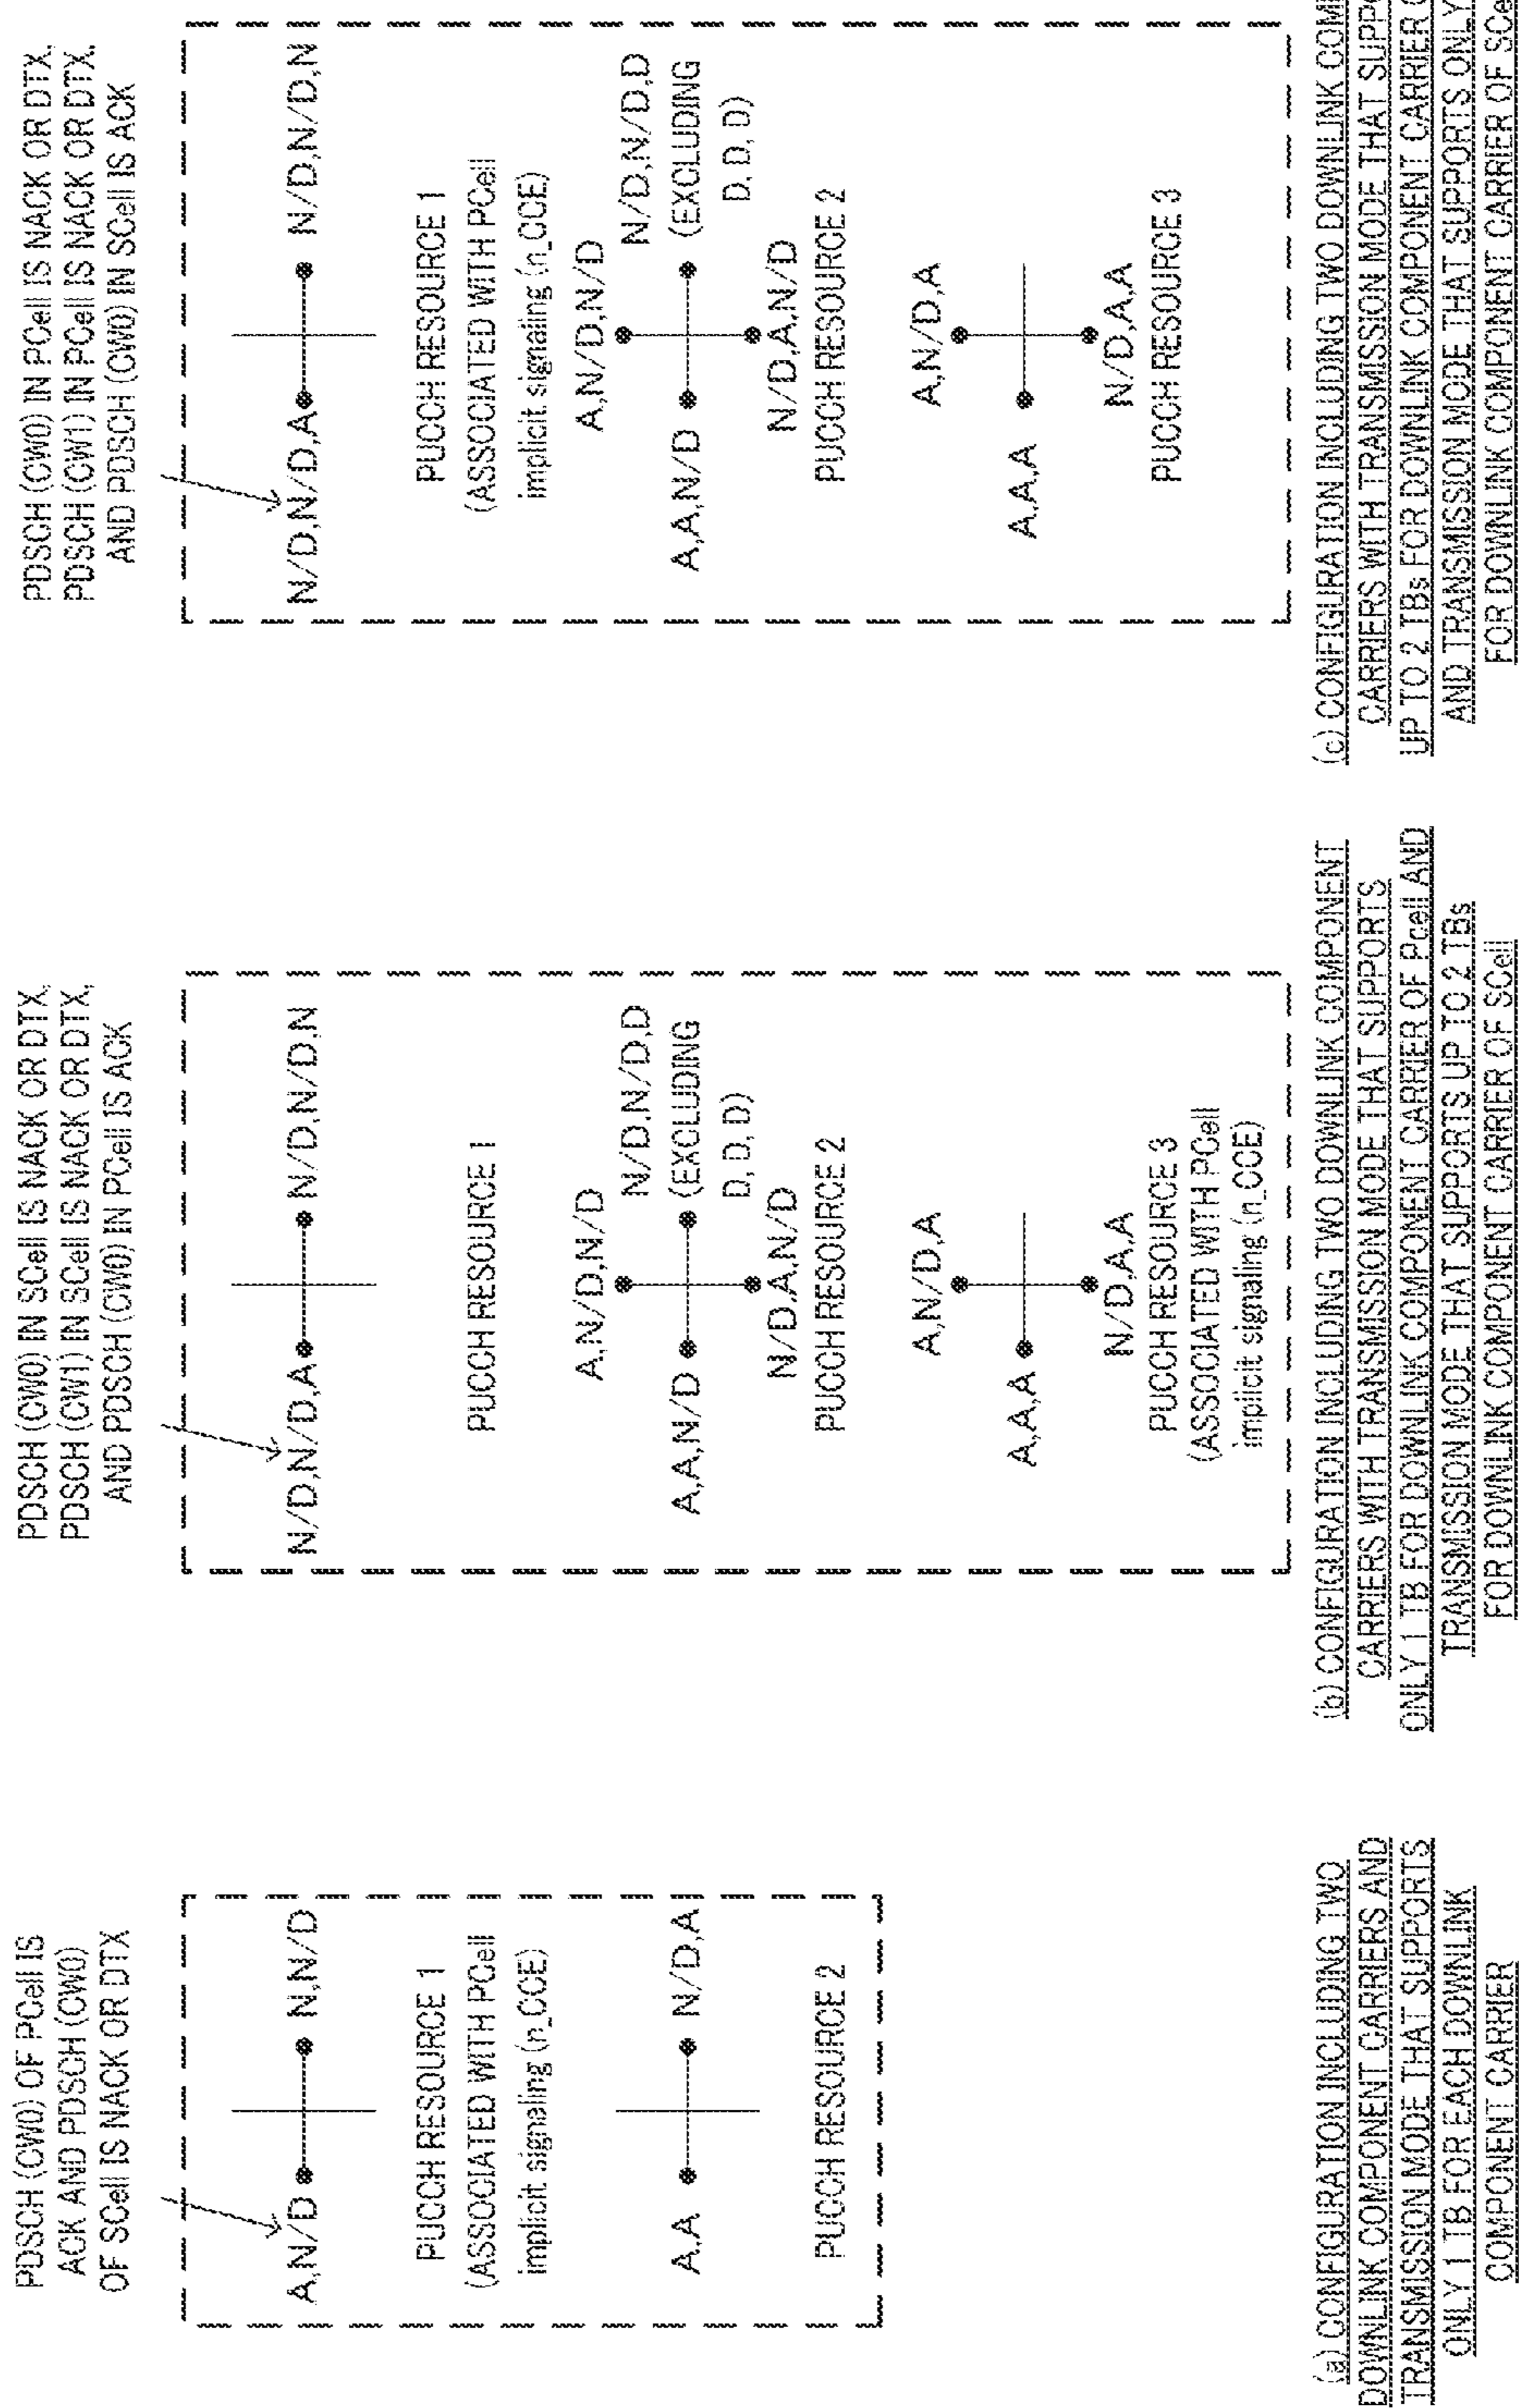 PDSCH (CW0) OF PCell IS
ACK AND PDSCH (CW0)
OF SCell IS NACK OR DTX
A,N/D
N,N/D
PUCCH RESOURCE 1
(ASSOCIATED WITH PCell
implicit signaling (n_CCE)
A,A
N/D,A
PUCCH RESOURCE 2
(a) CONFIGURATION INCLUDING TWO
DOWNLINK COMPONENT CARRIERS AND
TRANSMISSION MODE THAT SUPPORTS
ONLY 1 TB FOR EACH DOWNLINK
COMPONENT CARRIER
PDSCH (CW0) IN SCell IS NACK OR DTX,
PDSCH (CW1) IN SCell IS NACK OR DTX,
AND PDSCH (CW0) IN PCell IS ACK
N/D,N/D,A
N/D,N/D,N
PUCCH RESOURCE 1
A,N/D,N/D
N/D,N/D,D
A,A,N/D
(EXCLUDING
D, D, D)
N/D,A,N/D
PUCCH RESOURCE 2
A,N/D,A
A,A,A
N/D,A,A
PUCCH RESOURCE 3
(ASSOCIATED WITH PCell
implicit signaling (n_CCE)
(b) CONFIGURATION INCLUDING TWO DOWNLINK COMPONENT
CARRIERS WITH TRANSMISSION MODE THAT SUPPORTS
ONLY 1 TB FOR DOWNLINK COMPONENT CARRIER OF Pcell AND
TRANSMISSION MODE THAT SUPPORTS UP TO 2 TBs
FOR DOWNLINK COMPONENT CARRIER OF SCell
PDSCH (CW0) IN PCell IS NACK OR DTX,
PDSCH (CW1) IN PCell IS NACK OR DTX,
AND PDSCH (CW0) IN SCell IS ACK
N/D,N/D,A
N/D,N/D,N
PUCCH RESOURCE 1
(ASSOCIATED WITH PCell
implicit signaling (n_CCE)
A,N/D,N/D
N/D,N/D,D
A,A,N/D
(EXCLUDING
D, D, D)
N/D,A,N/D
PUCCH RESOURCE 2
A,N/D,A
A,A,A
N/D,A,A
PUCCH RESOURCE 3
(c) CONFIGURATION INCLUDING TWO DOWNLINK
CARRIERS WITH TRANSMISSION MODE THAT
UP TO 2 TBs FOR DOWNLINK COMPONENT CARRIER
AND TRANSMISSION MODE THAT SUPPORTS ONLY
FOR DOWNLINK COMPONENT CARRIER OF